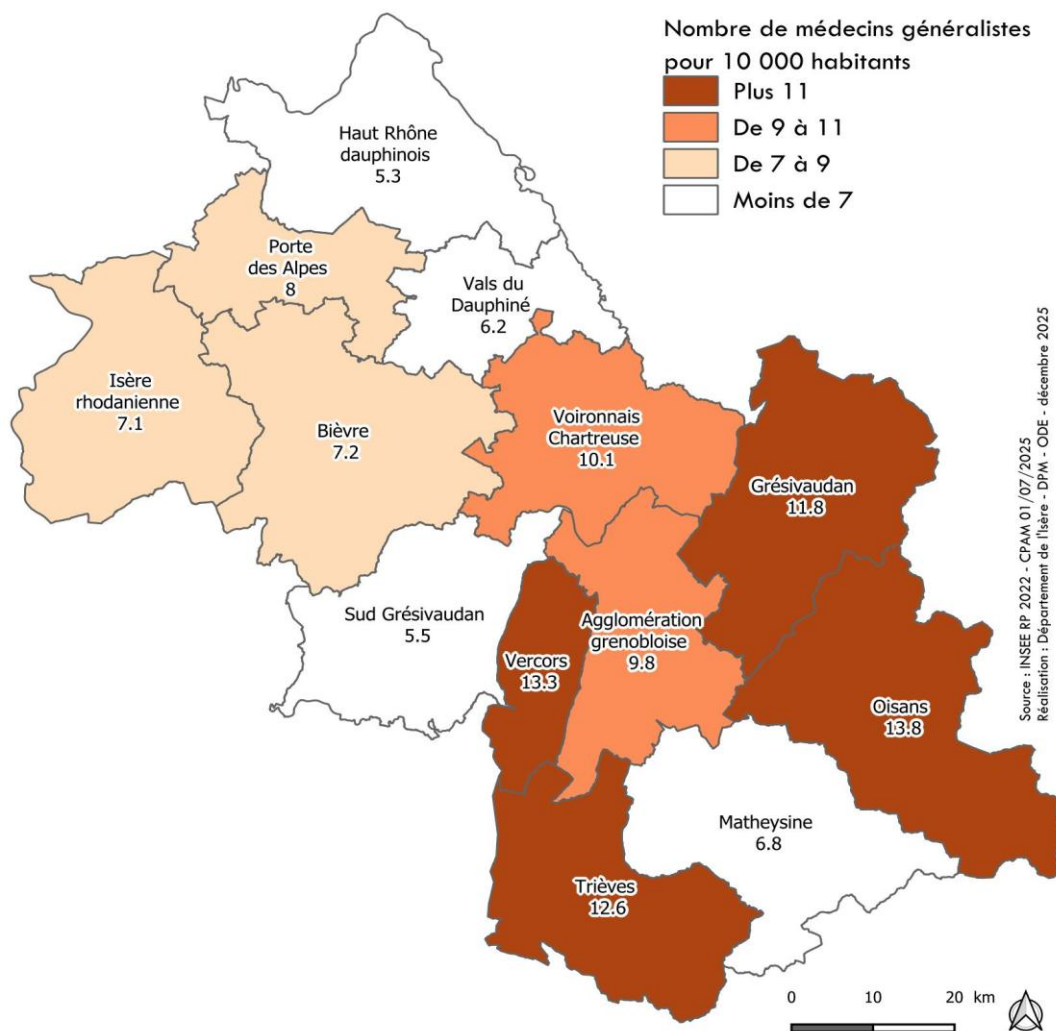 Nombre de médecins généralistes
pour 10 000 habitants
Plus 11
De 9 à 11
De 7 à 9
Moins de 7
Haut Rhône
dauphinois
5.3
Porte
des Alpes
8
Vals du
Dauphiné
6.2
Isère
rhodanienne
7.1
Bièvre
7.2
Voironnais
Chartreuse
10.1
Grésivaudan
11.8
Sud Grésivaudan
5.5
Vercors
13.3
Agglomération
grenobloise
9.8
Oisans
13.8
Matheysine
6.8
Trièves
12.6
Source : INSEE RP 2022 - CPAM 01/07/2025
Réalisation : Département de l'Isère - DPM - ODE - décembre 2025
0 10 20 km